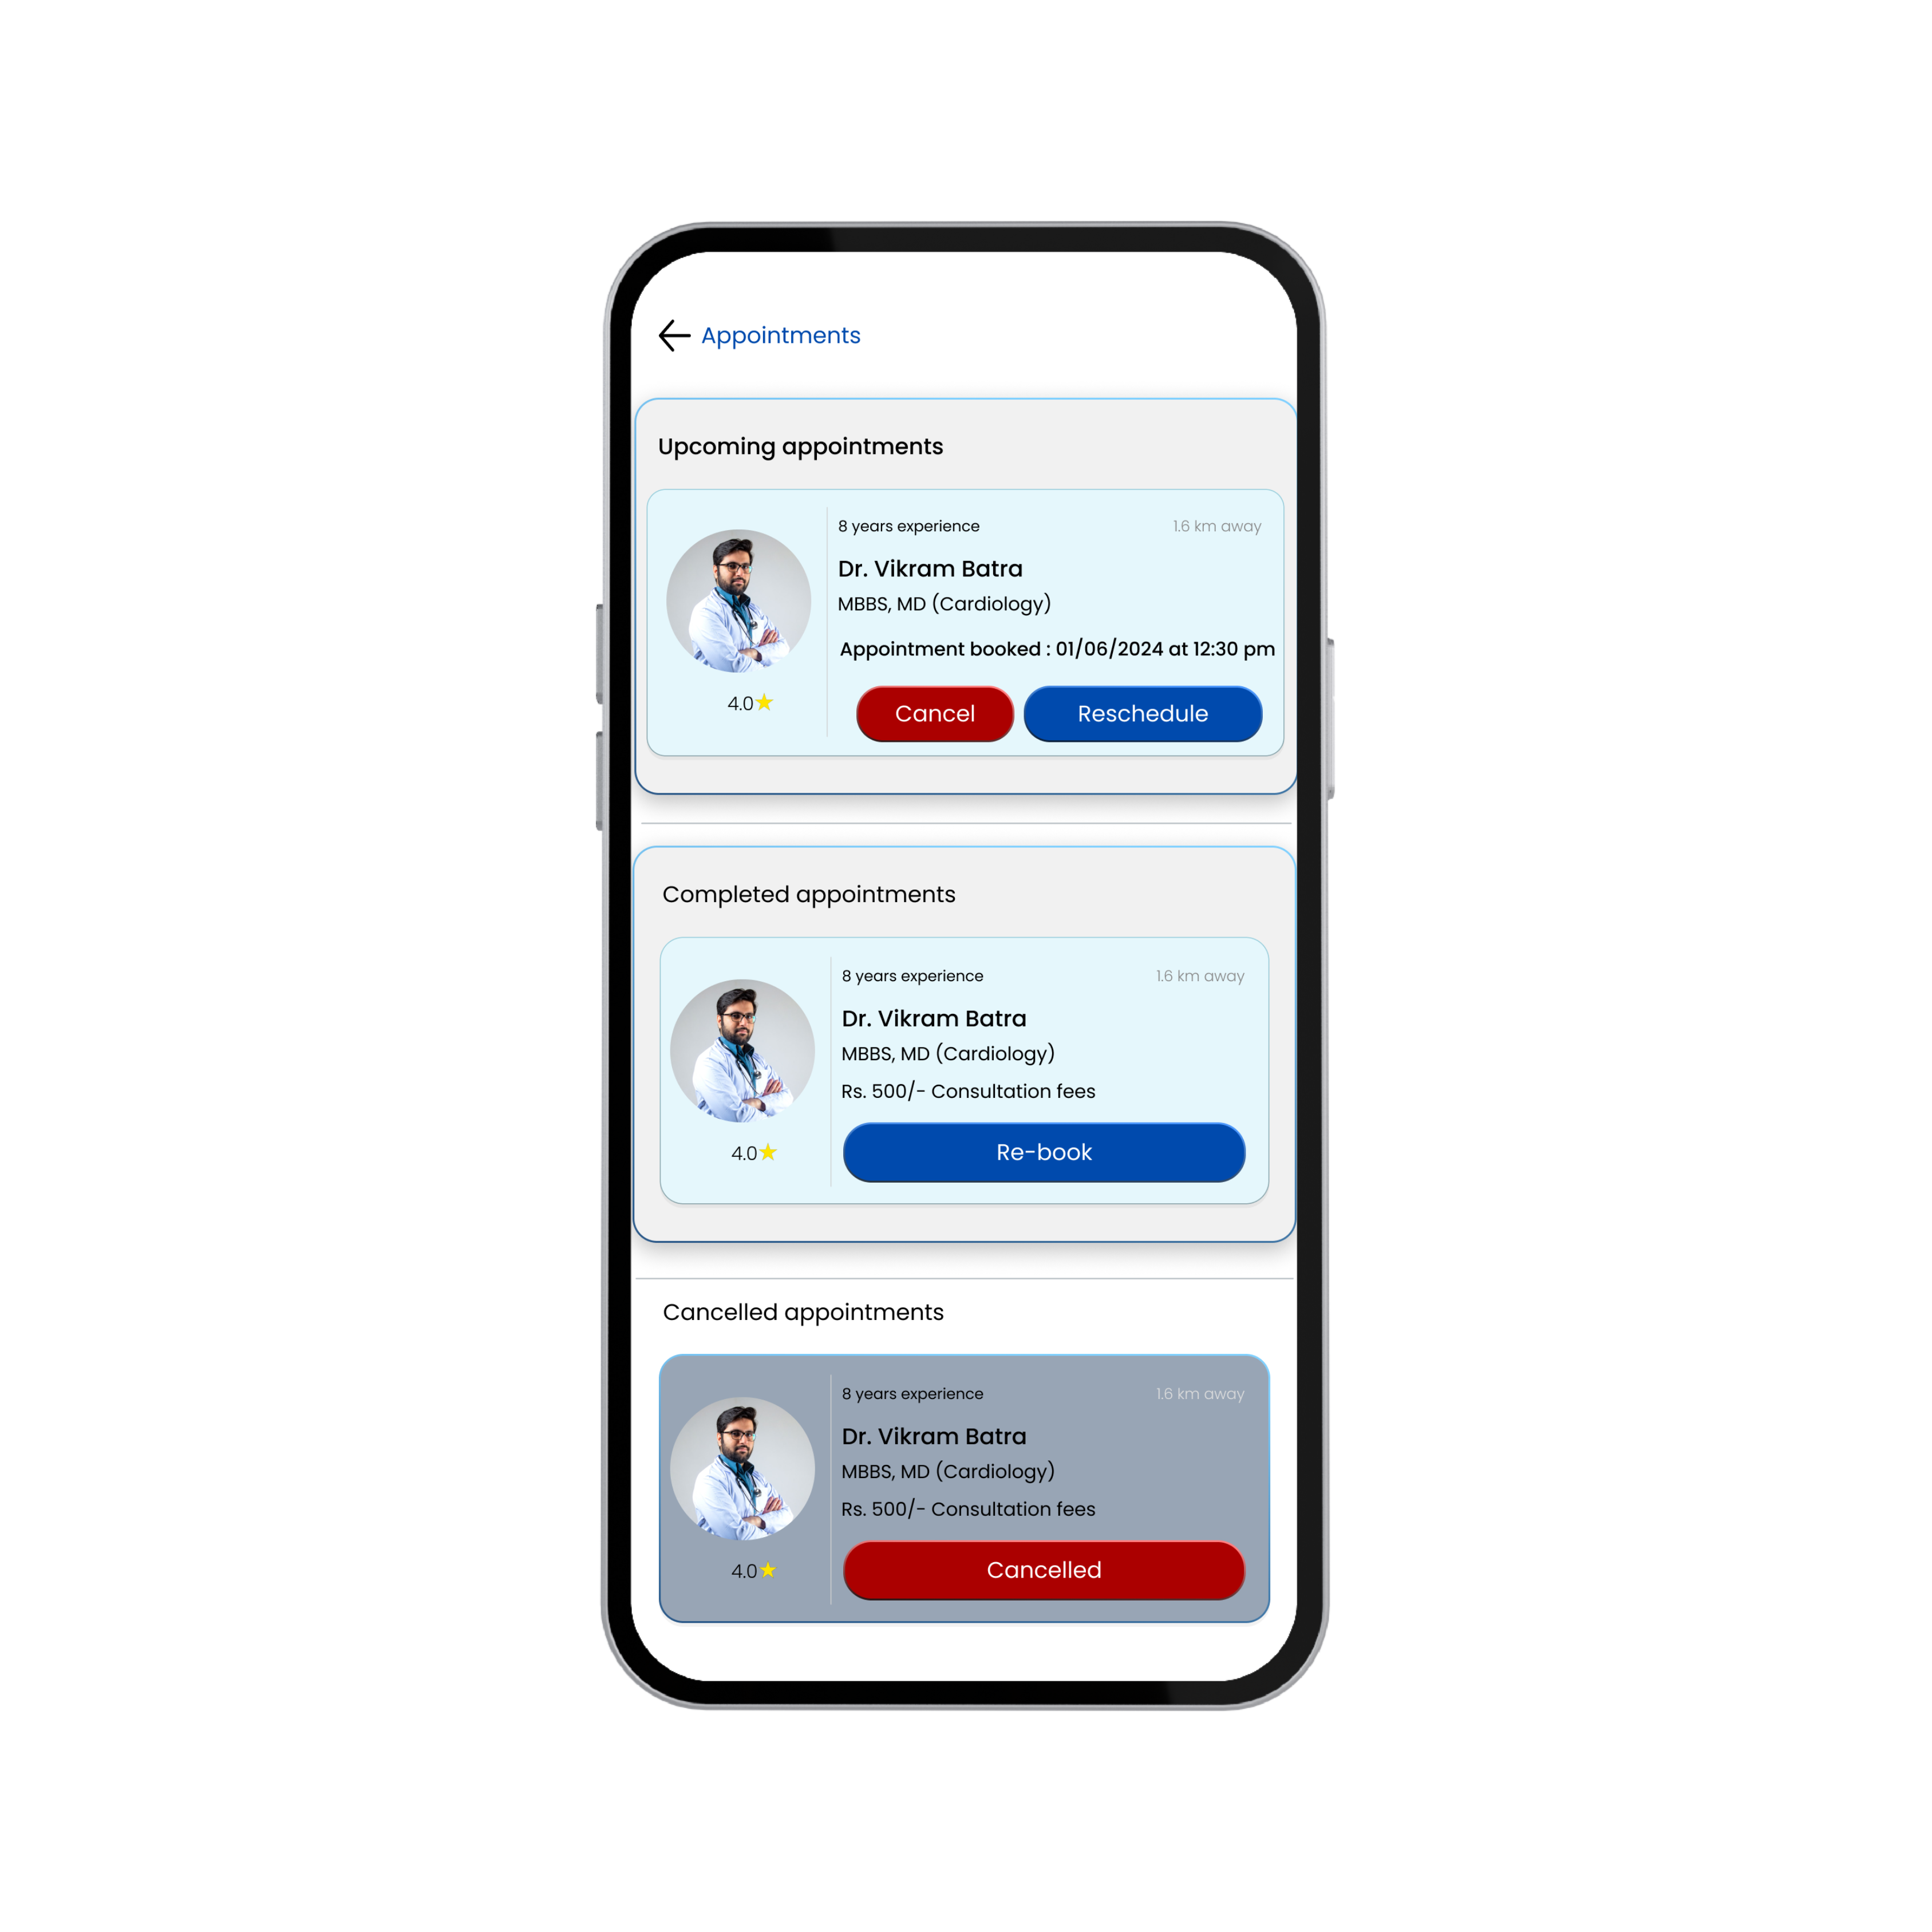 Appointments
Upcoming appointments
8 years experience
1.6 km away
Dr. Vikram Batra
MBBS, MD (Cardiology)
Appointment booked : 01/06/2024 at 12:30 pm
4.0
Cancel
Reschedule
Completed appointments
8 years experience
1.6 km away
Dr. Vikram Batra
MBBS, MD (Cardiology)
Rs. 500/- Consultation fees
4.0
Re-book
Cancelled appointments
8 years experience
1.6 km away
Dr. Vikram Batra
MBBS, MD (Cardiology)
Rs. 500/- Consultation fees
4.0
Cancelled